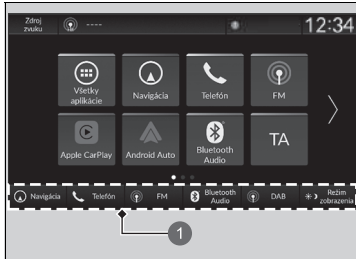 Zdroj
zvuku
----
12:34
Všetky
aplikácie
Navigácia
Telefón
FM
Apple CarPlay
Android Auto
Bluetooth
Audio
TA
Navigácia
Telefón
FM
Bluetooth
Audio
DAB
Režim
zobrazenia
1